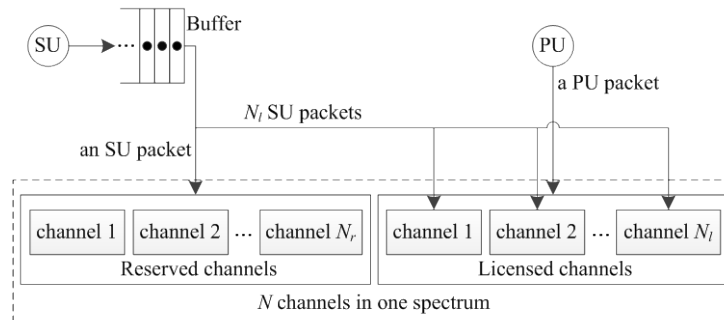 Buffer
SU
...
PU
a PU packet
N_l SU packets
an SU packet
channel 1
channel 2
...
channel N_r
Reserved channels
channel 1
channel 2
...
channel N_l
Licensed channels
N channels in one spectrum